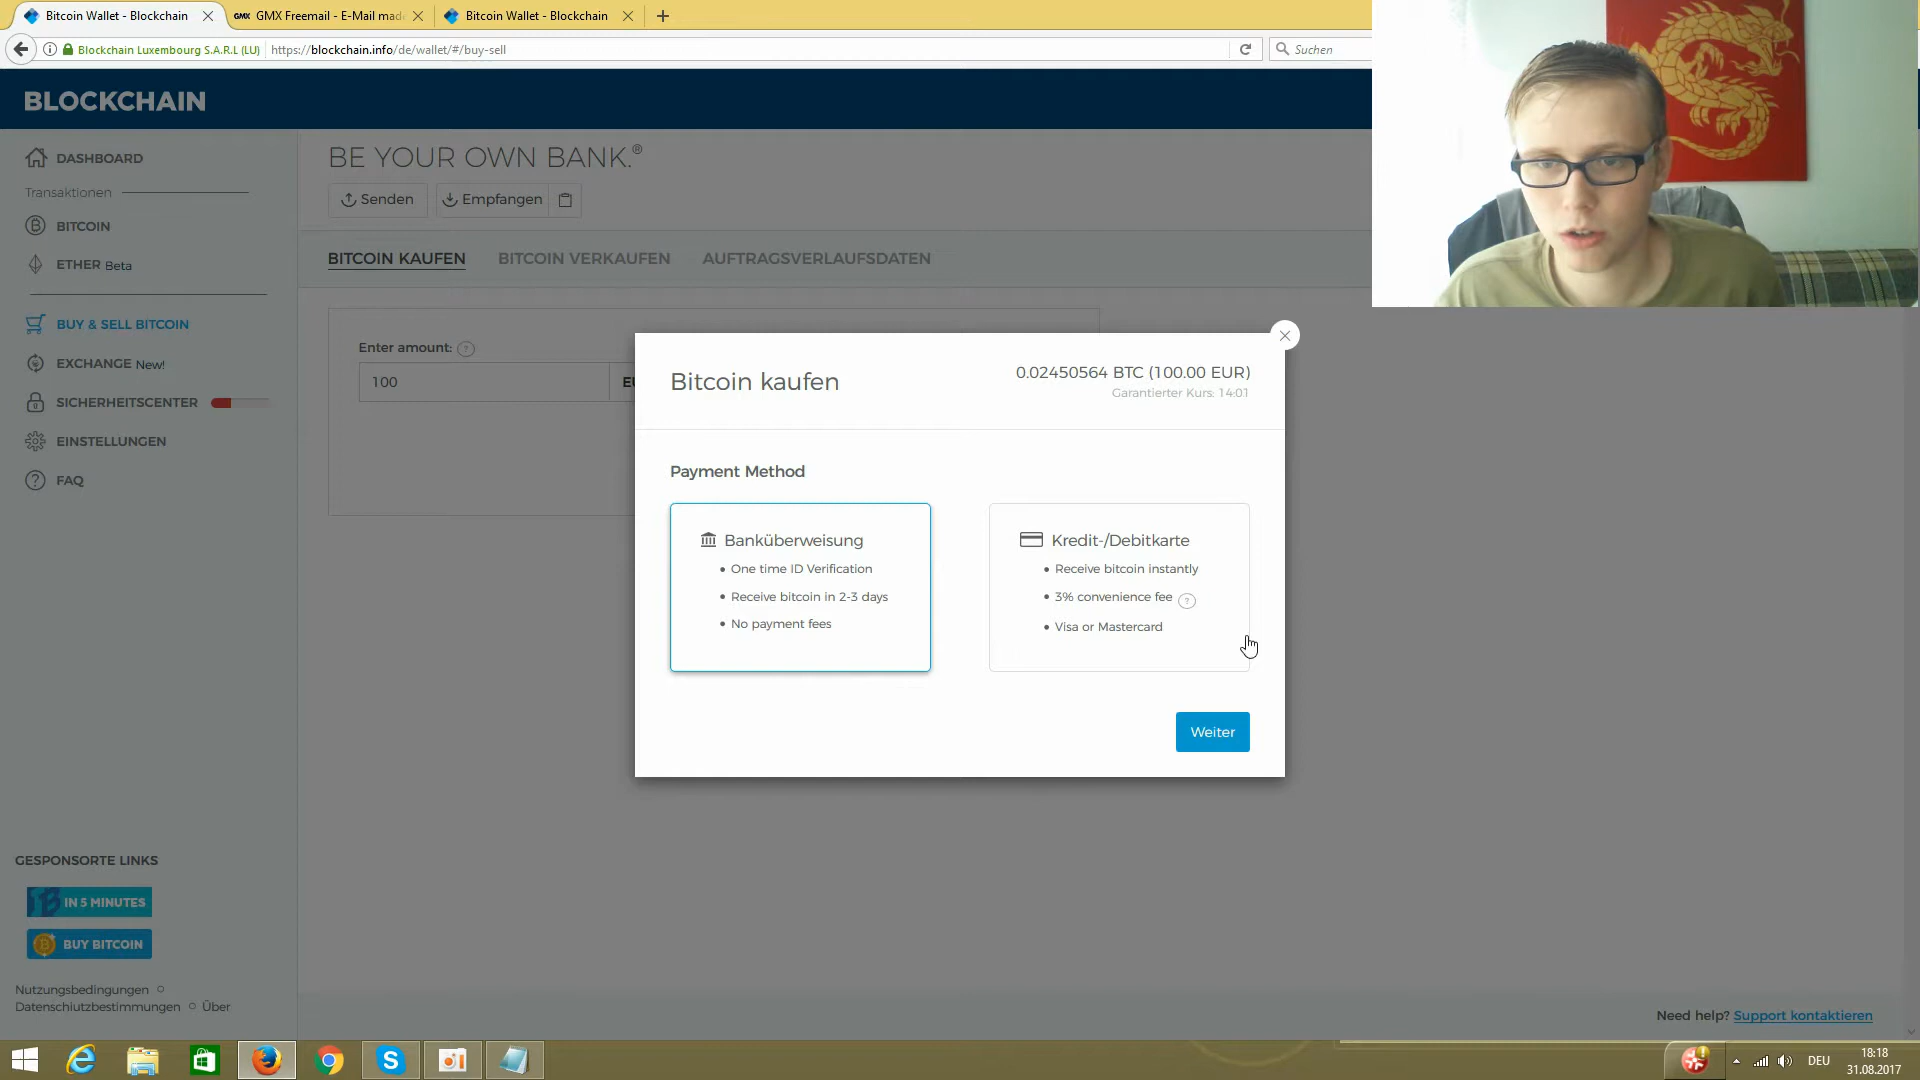 Bitcoin Wallet - Blockchain
GMX Freemail - E-Mail made
Bitcoin Wallet - Blockchain
Blockchain Luxembourg S.A.R.L (LU)
https://blockchain.info/de/wallet/#/buy-sell
Suchen
BLOCKCHAIN
DASHBOARD
Transaktionen
BITCOIN
ETHER Beta
BUY & SELL BITCOIN
EXCHANGE New!
SICHERHEITSCENTER
EINSTELLUNGEN
FAQ
BE YOUR OWN BANK.®
Senden
Empfangen
BITCOIN KAUFEN
BITCOIN VERKAUFEN
AUFTRAGSVERLAUFSDATEN
Enter amount: ?
100
Bitcoin kaufen
0.02450564 BTC (100.00 EUR)
Garantierter Kurs: 14:01
Payment Method
Banküberweisung
• One time ID Verification
• Receive bitcoin in 2-3 days
• No payment fees
Kredit-/Debitkarte
• Receive bitcoin instantly
• 3% convenience fee ?
• Visa or Mastercard
Weiter
GESPONSORTE LINKS
IN 5 MINUTES
BUY BITCOIN
Nutzungsbedingungen
Datenschutzbestimmungen
Über
Need help? Support kontaktieren
DEU
18:18
31.08.2017